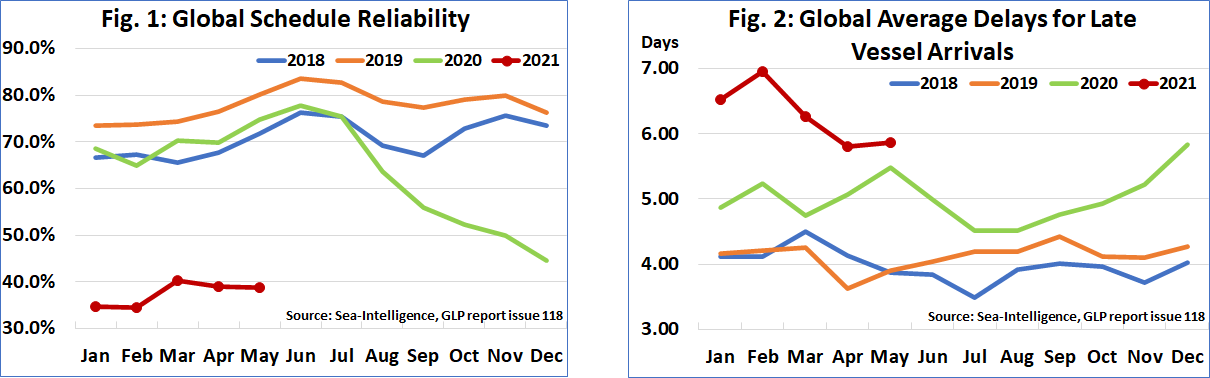 Fig. 1: Global Schedule Reliability
90.0%
2018 2019 2020 2021
80.0%
70.0%
60.0%
50.0%
40.0%
30.0%
Source: Sea-Intelligence, GLP report issue 118
Jan Feb Mar Apr May Jun Jul Aug Sep Oct Nov Dec
Fig. 2: Global Average Delays for Late
Vessel Arrivals
Days
7.00
2018 2019 2020 2021
6.00
5.00
4.00
3.00
Source: Sea-Intelligence, GLP report issue 118
Jan Feb Mar Apr May Jun Jul Aug Sep Oct Nov Dec